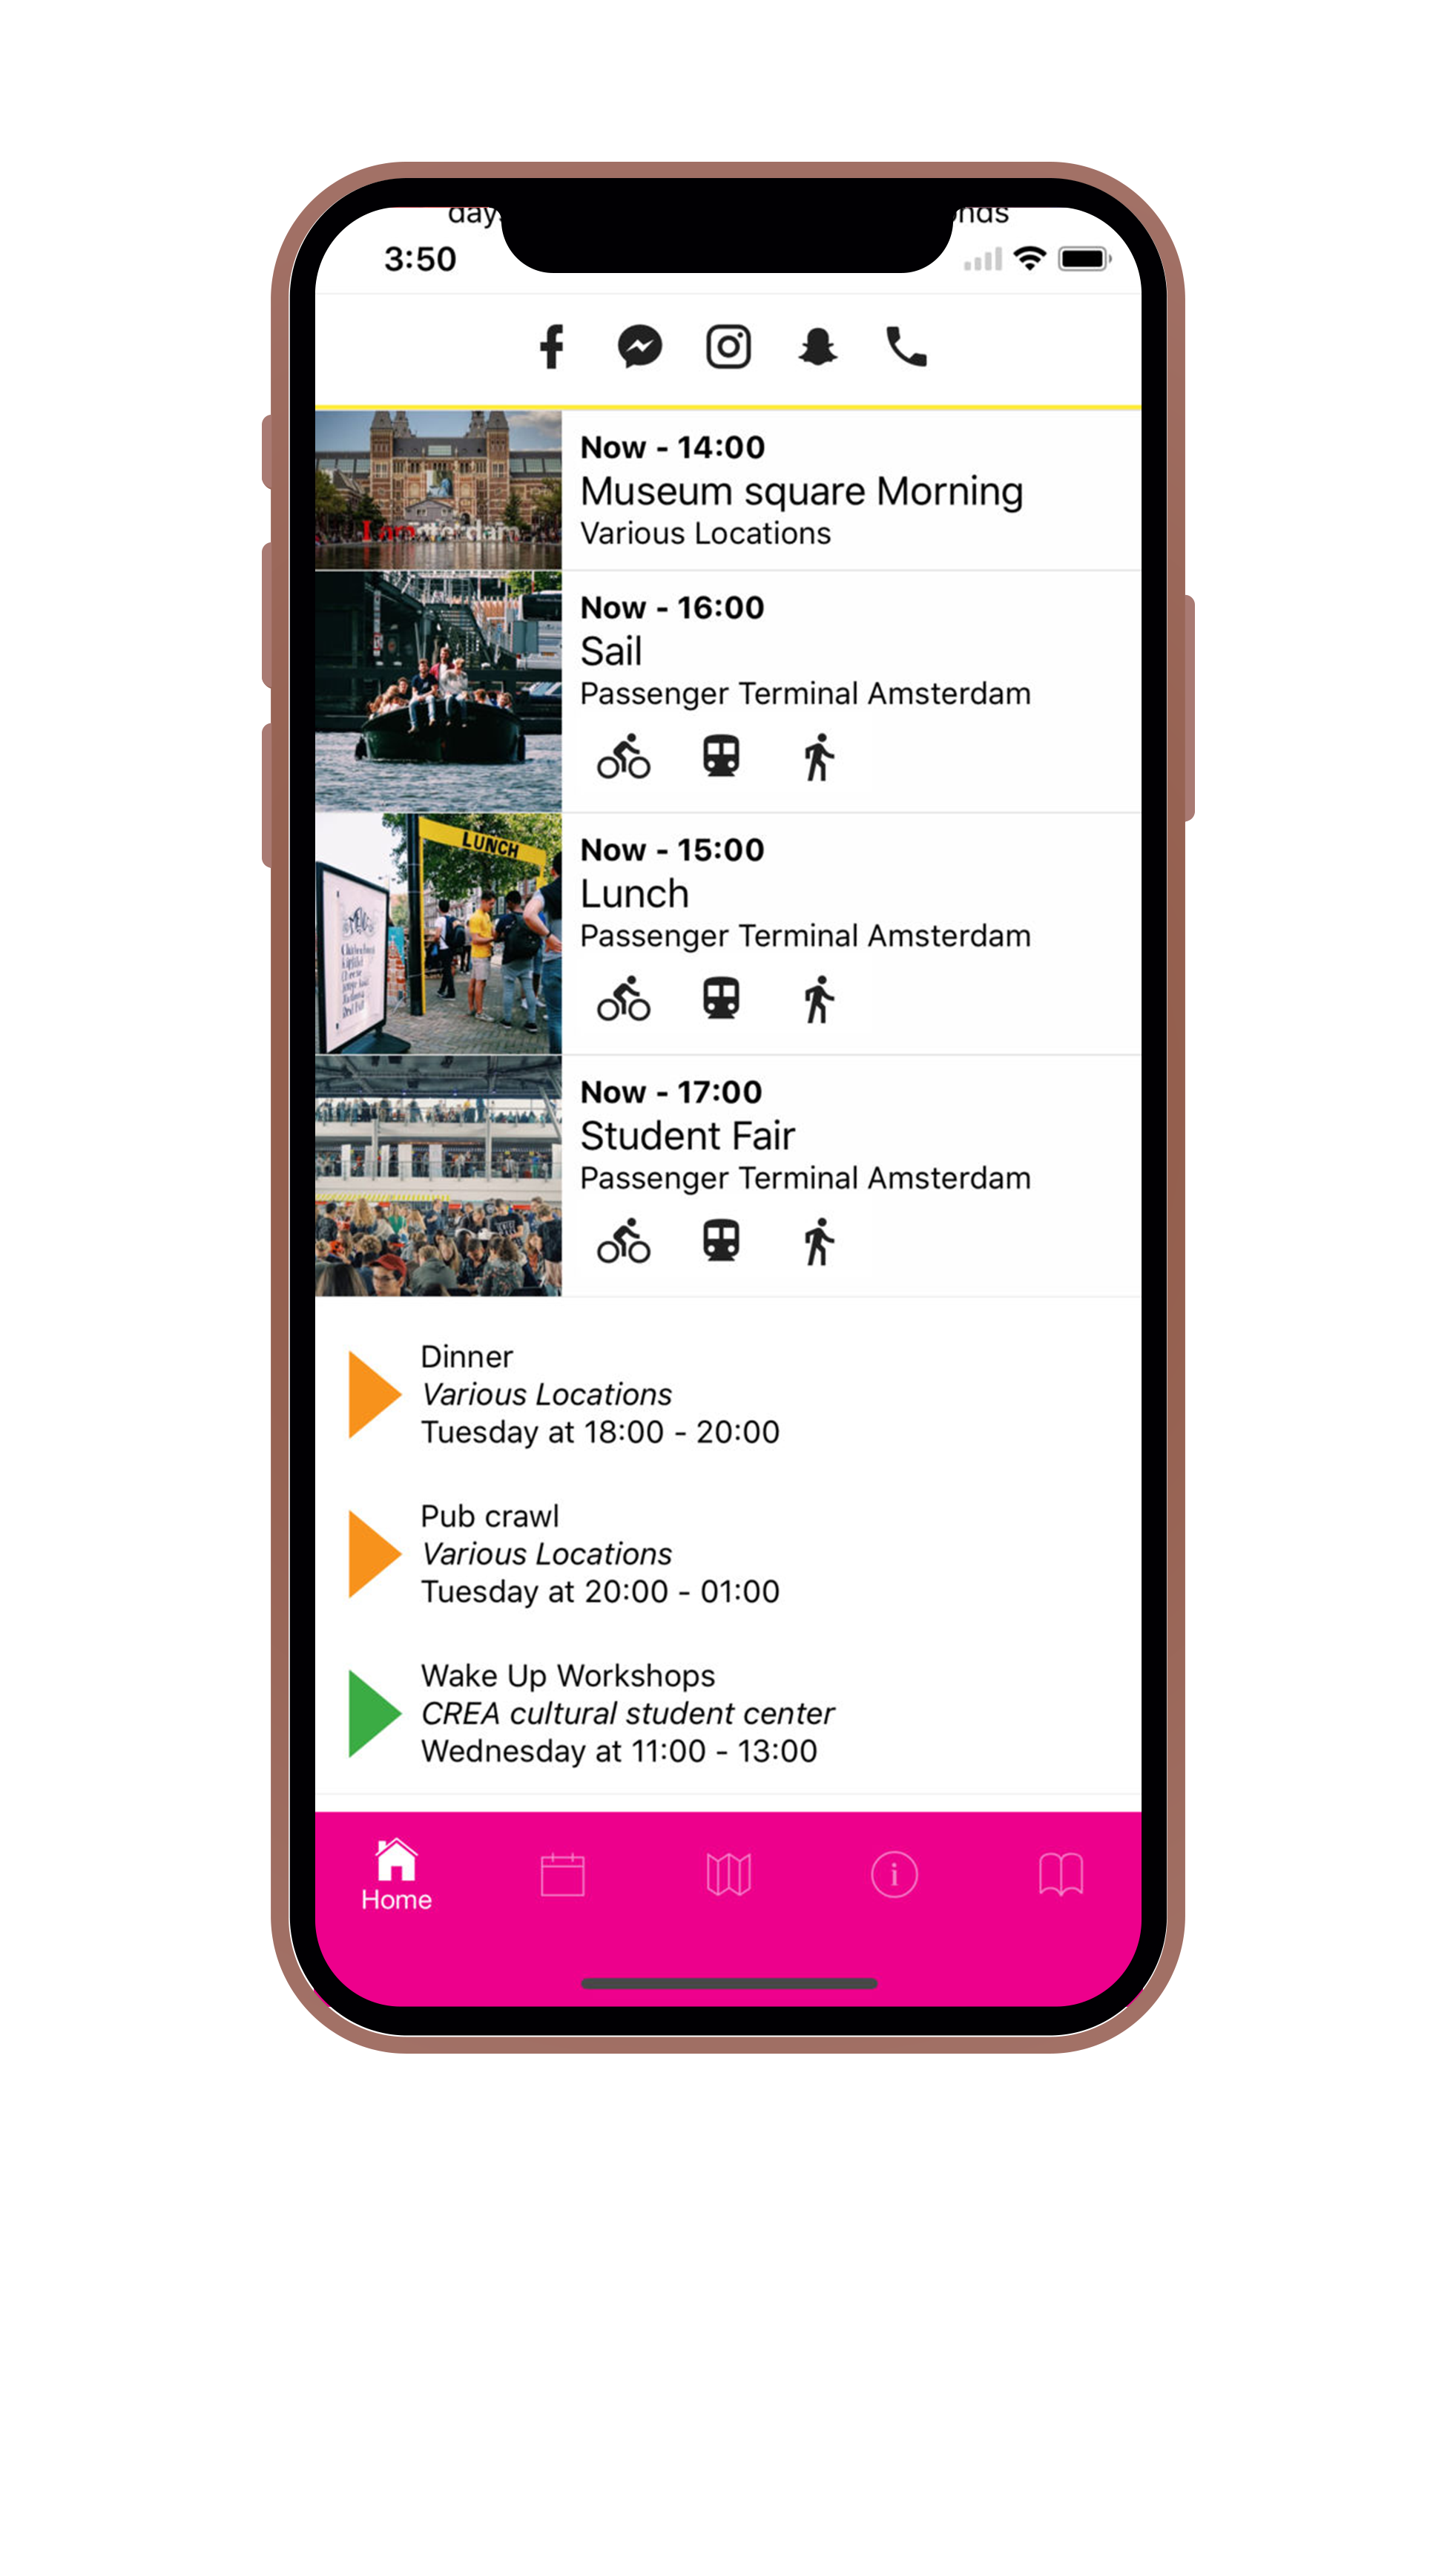 3:50
Now - 14:00
Museum square Morning
Various Locations
Now - 16:00
Sail
Passenger Terminal Amsterdam
LUNCH
Now - 15:00
Lunch
Passenger Terminal Amsterdam
Now - 17:00
Student Fair
Passenger Terminal Amsterdam
Dinner
Various Locations
Tuesday at 18:00 - 20:00
Pub crawl
Various Locations
Tuesday at 20:00 - 01:00
Wake Up Workshops
CREA cultural student center
Wednesday at 11:00 - 13:00
Home